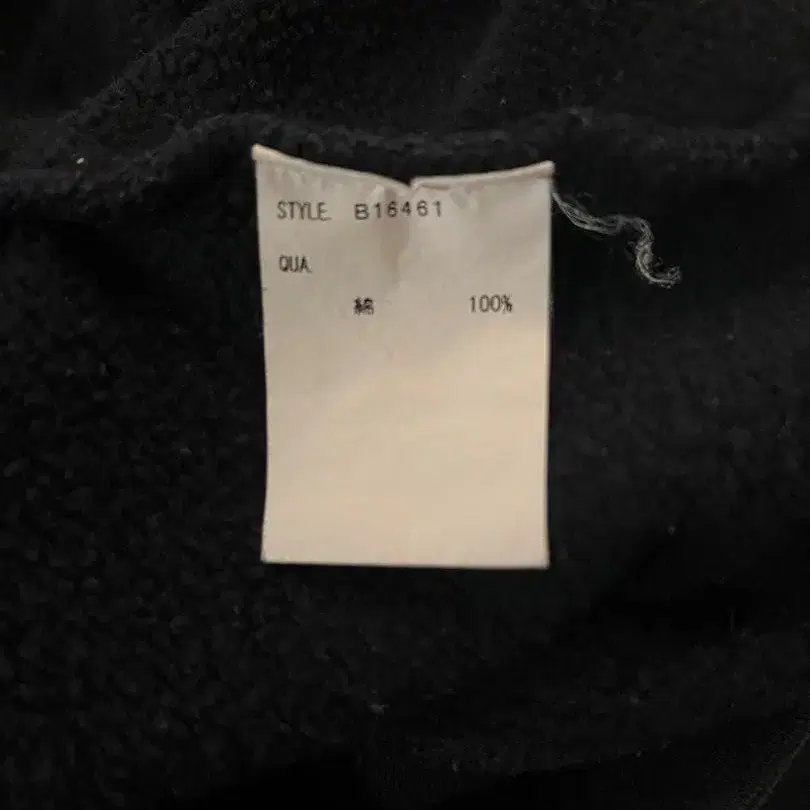 STYLE. B16461
QUA.
綿 100%